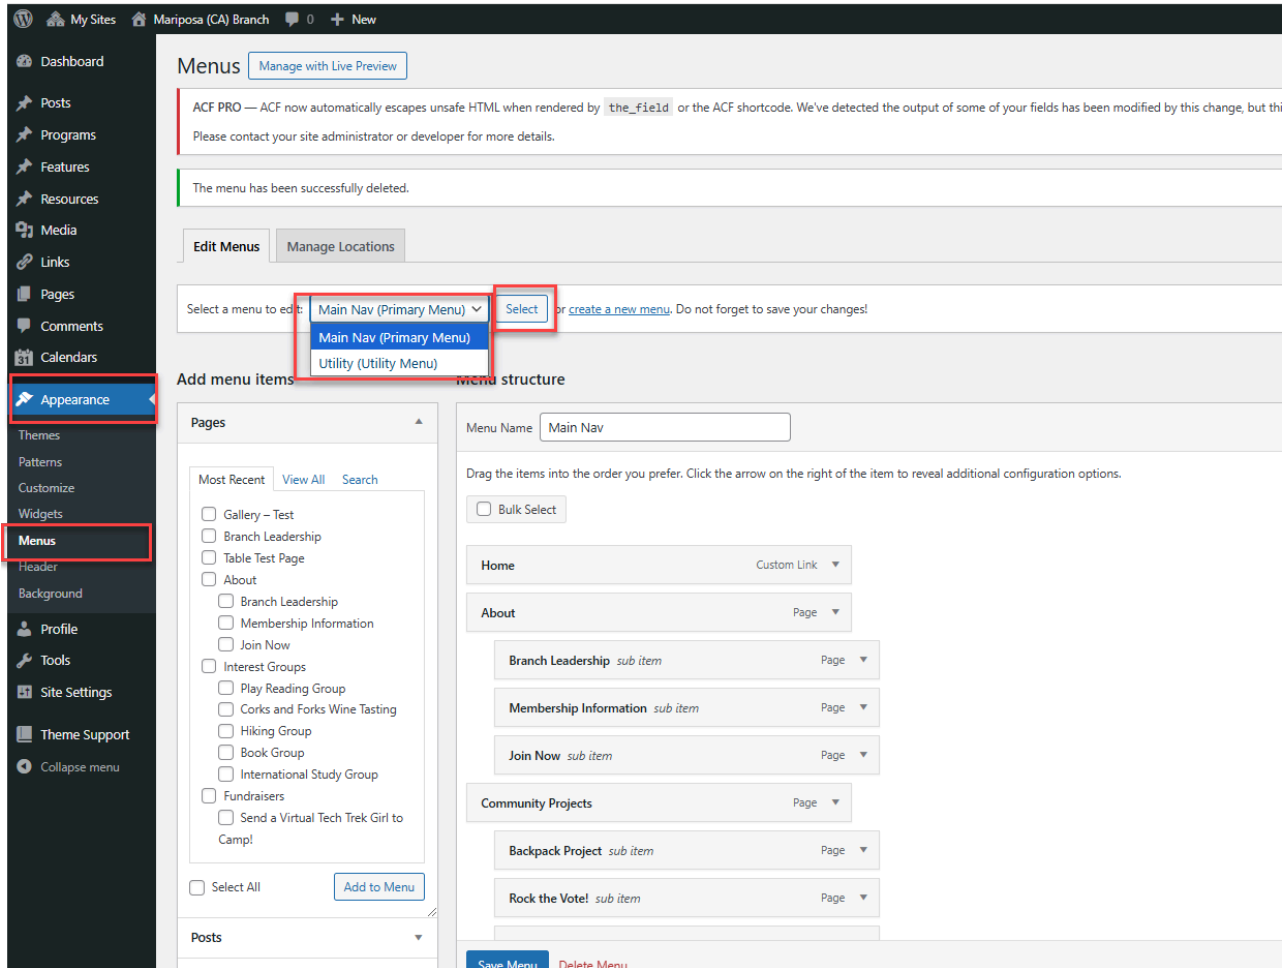 My Sites Mariposa (CA) Branch 0 + New
Dashboard
Posts
Programs
Features
Resources
Media
Links
Pages
Comments
31 Calendars
Appearance
Themes
Patterns
Customize
Widgets
Menus
Header
Background
Profile
Tools
Site Settings
Theme Support
Collapse menu
Menus Manage with Live Preview
ACF PRO — ACF now automatically escapes unsafe HTML when rendered by the_field or the ACF shortcode. We've detected the output of some of your fields has been modified by this change, but thi
Please contact your site administrator or developer for more details.
The menu has been successfully deleted.
Edit Menus Manage Locations
Select a menu to edit: Main Nav (Primary Menu) Select or create a new menu. Do not forget to save your changes!
Main Nav (Primary Menu)
Utility (Utility Menu)
Add menu items
Pages
Most Recent View All Search
Gallery – Test
Branch Leadership
Table Test Page
About
Branch Leadership
Membership Information
Join Now
Interest Groups
Play Reading Group
Corks and Forks Wine Tasting
Hiking Group
Book Group
International Study Group
Fundraisers
Send a Virtual Tech Trek Girl to
Camp!
Select All Add to Menu
Posts
Menu structure
Menu Name Main Nav
Drag the items into the order you prefer. Click the arrow on the right of the item to reveal additional configuration options.
Bulk Select
Home Custom Link
About Page
Branch Leadership sub item Page
Membership Information sub item Page
Join Now sub item Page
Community Projects Page
Backpack Project sub item Page
Rock the Vote! sub item Page
Save Menu Delete Menu